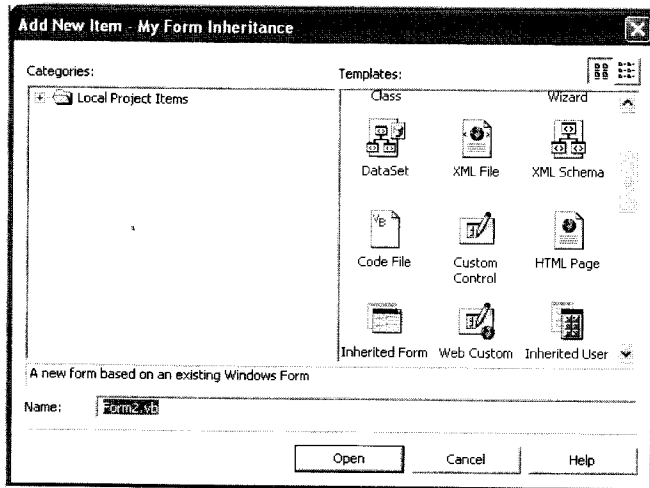 Add New Item - My Form Inheritance
Categories:
Templates:
Local Project Items
Class
Wizard
DataSet
XML File
XML Schema
VB
Code File
Custom
Control
HTML Page
Inherited Form
Web Custom
Inherited User
A new form based on an existing Windows Form
Name:
Form2.vb
Open
Cancel
Help